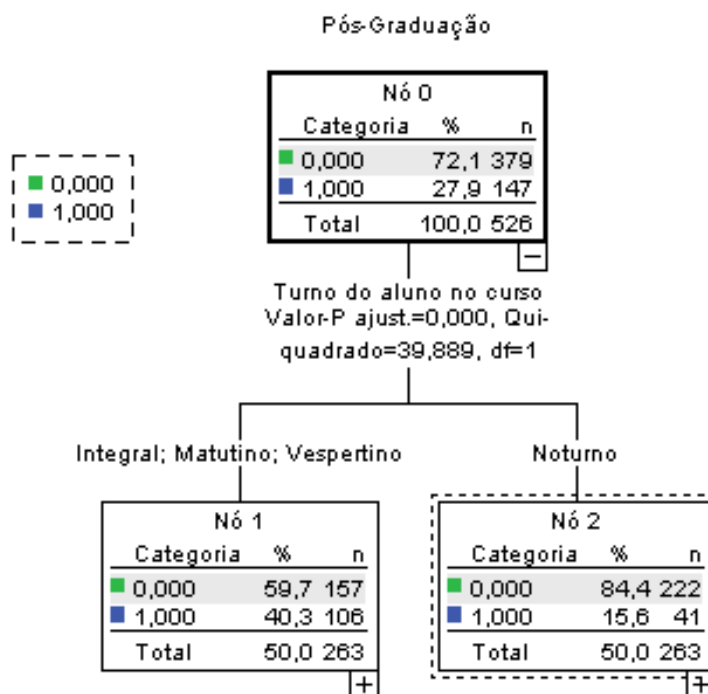 Pós-Graduação
Nó 0
Categoria % n
0,000 72,1 379
1,000 27,9 147
Total 100,0 526
0,000
1,000
Turno do aluno no curso
Valor-P ajust.=0,000, Qui-
quadrado=39,889, df=1
Integral; Matutino; Vespertino
Noturno
Nó 1
Categoria % n
0,000 59,7 157
1,000 40,3 106
Total 50,0 263
Nó 2
Categoria % n
0,000 84,4 222
1,000 15,6 41
Total 50,0 263